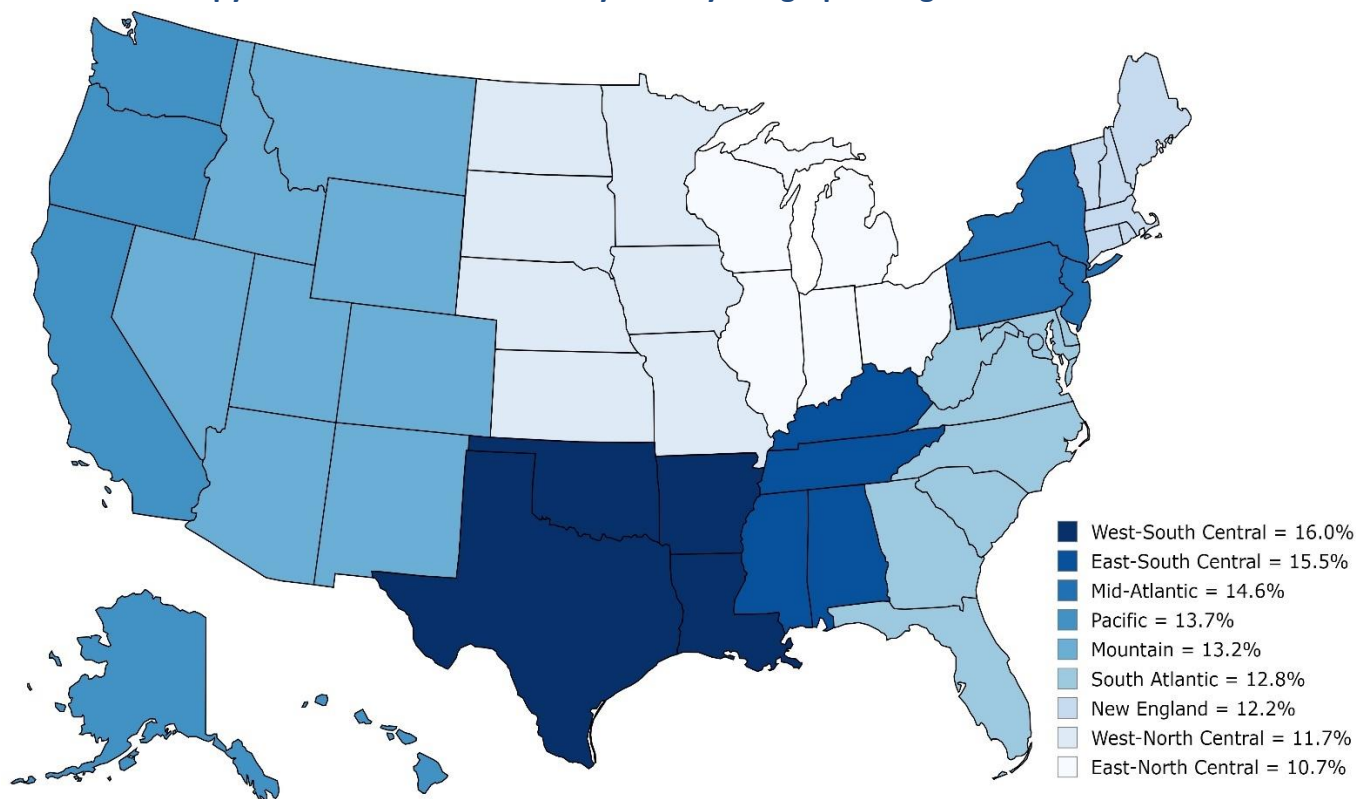 West-South Central = 16.0%
East-South Central = 15.5%
Mid-Atlantic = 14.6%
Pacific = 13.7%
Mountain = 13.2%
South Atlantic = 12.8%
New England = 12.2%
West-North Central = 11.7%
East-North Central = 10.7%